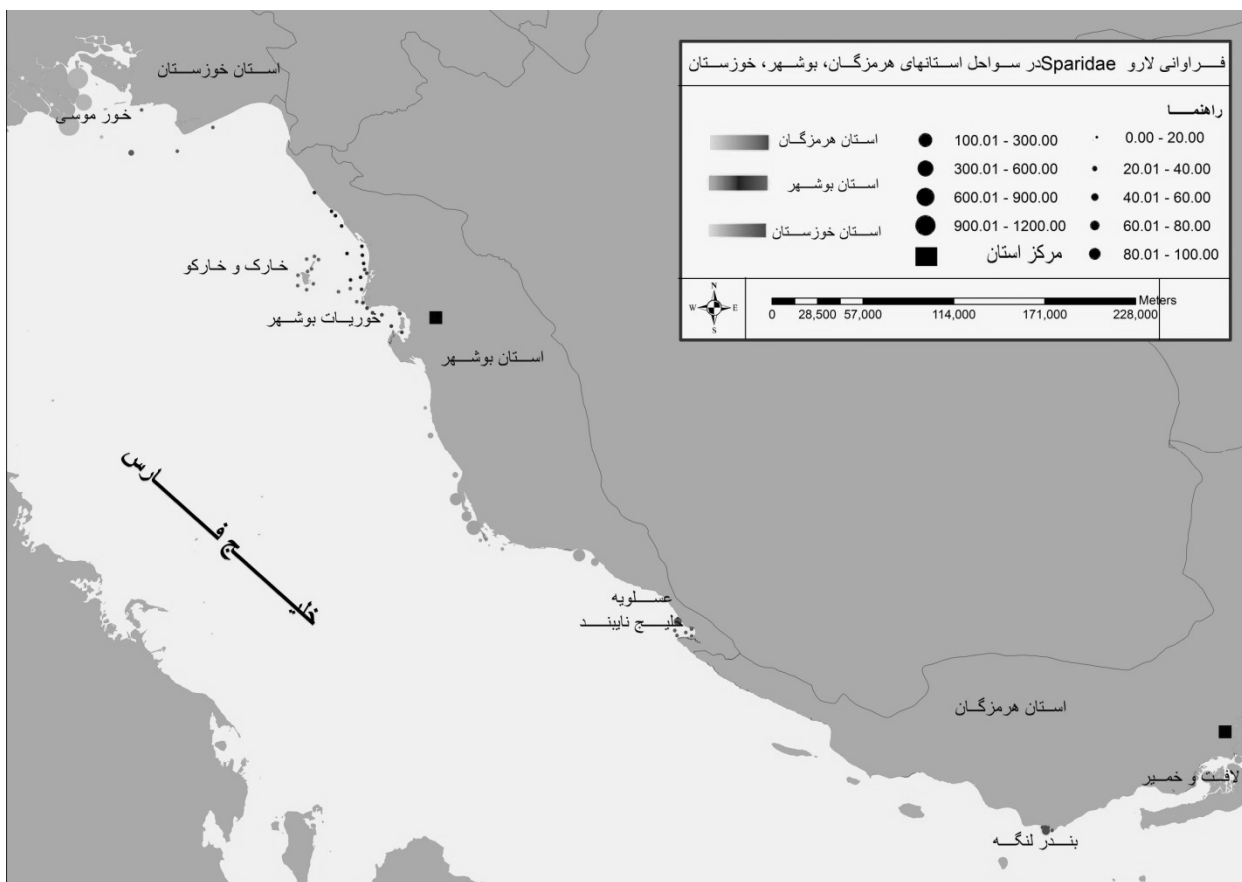 فراوانی لارو Sparidae در سواحل استانهای هرمزگان، بوشهر، خوزستان
راهنما
0.00 - 20.00
20.01 - 40.00
40.01 - 60.00
60.01 - 80.00
80.01 - 100.00
100.01 - 300.00
300.01 - 600.00
600.01 - 900.00
900.01 - 1200.00
مرکز استان
استان هرمزگان
استان بوشهر
استان خوزستان
N
W E
S
Meters
0 28,500 57,000 114,000 171,000 228,000
استان خوزستان
خور موسی
خارک و خارکو
خوریات بوشهر
استان بوشهر
خلیج فارس
عسلویه
خلیج نایبند
استان هرمزگان
لافت و خمیر
بندر لنگه